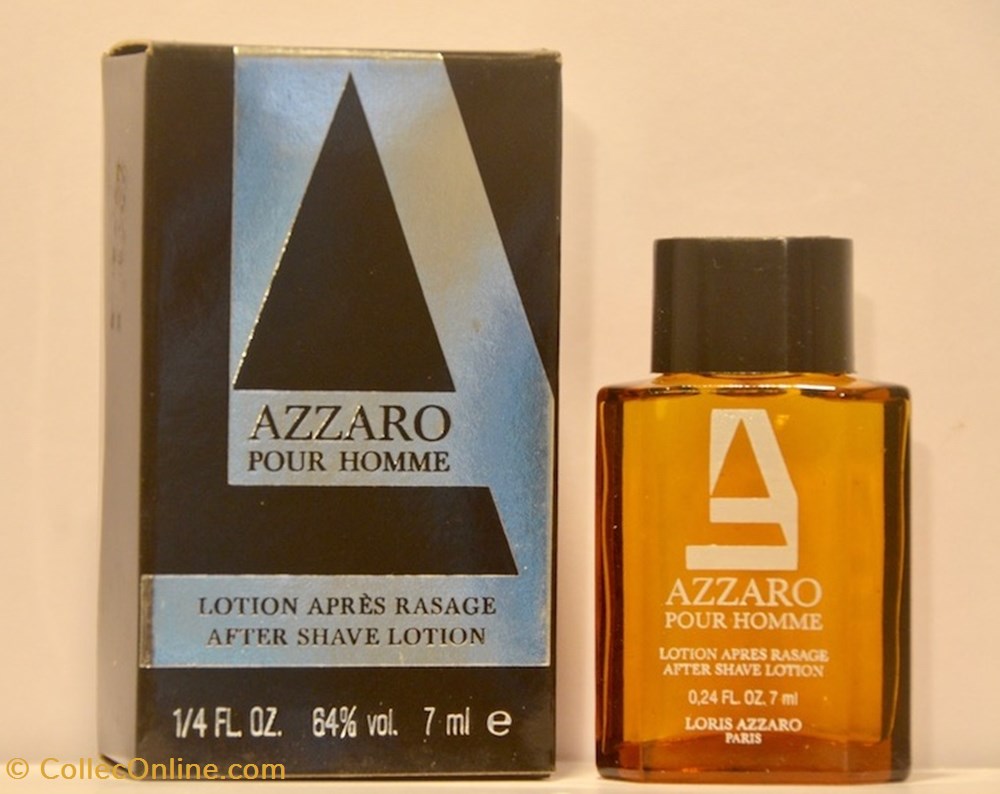 AZZARO
POUR HOMME
LOTION APRÈS RASAGE
AFTER SHAVE LOTION
1/4 FL. OZ. 64% vol. 7 ml e
AZZARO
POUR HOMME
LOTION APRES RASAGE
AFTER SHAVE LOTION
0,24 FL. OZ. 7 ml
LORIS AZZARO
PARIS
© CollecOnline.com